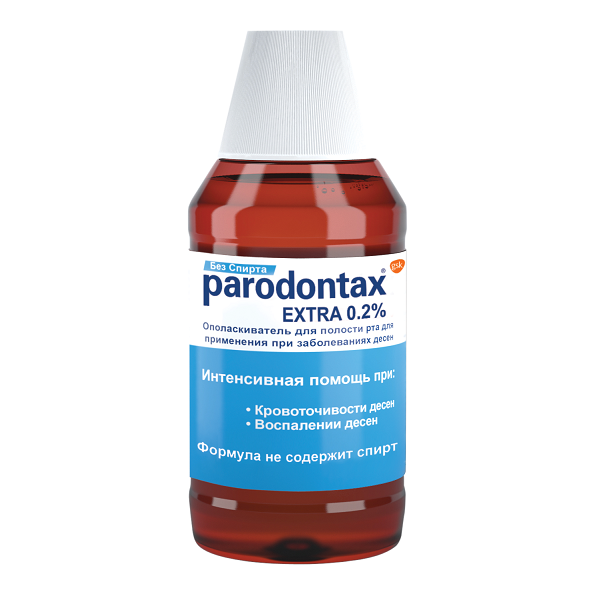 Без Спирта
gsk
parodontax®
EXTRA 0.2%
Ополаскиватель для полости рта для
применения при заболеваниях десен
Интенсивная помощь при:
• Кровоточивости десен
• Воспалении десен
Формула не содержит спирт